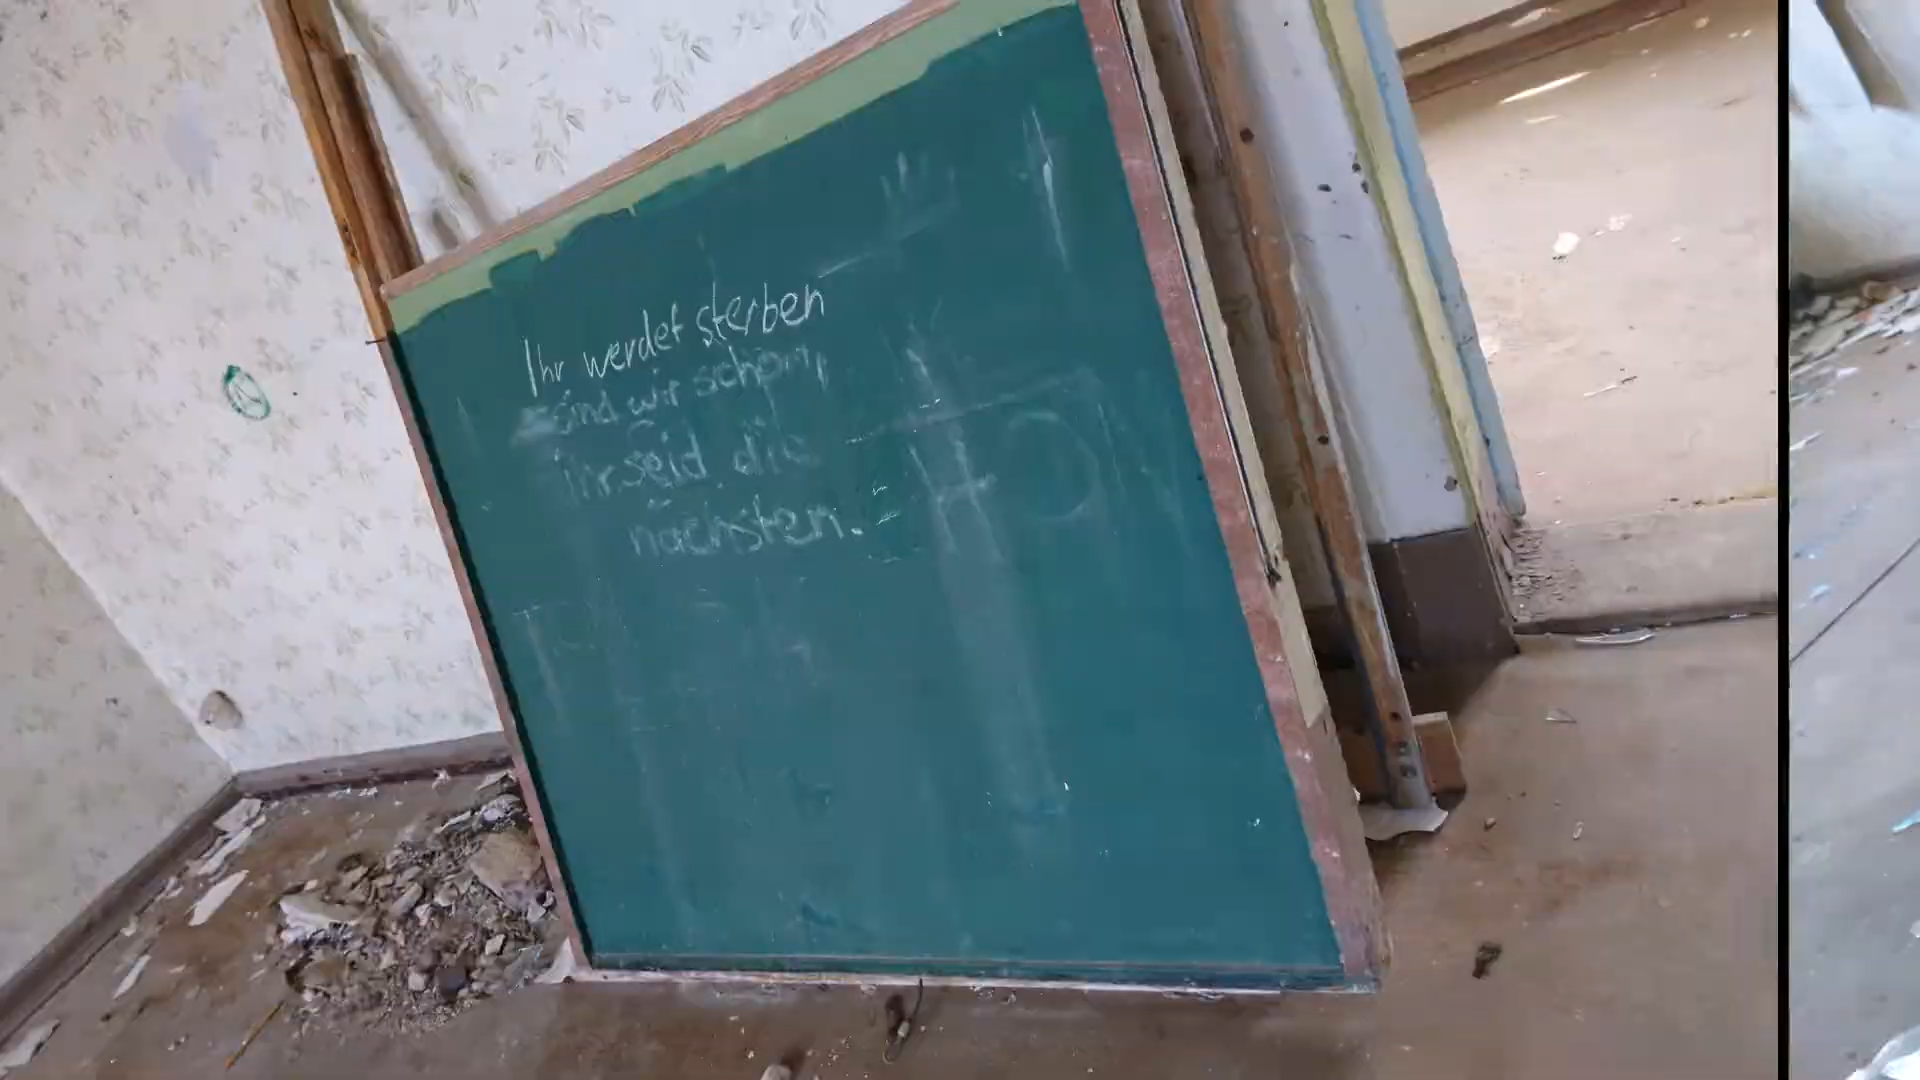 Ihr werdet sterben
sind wir schon,
ihr seid die
nächsten.